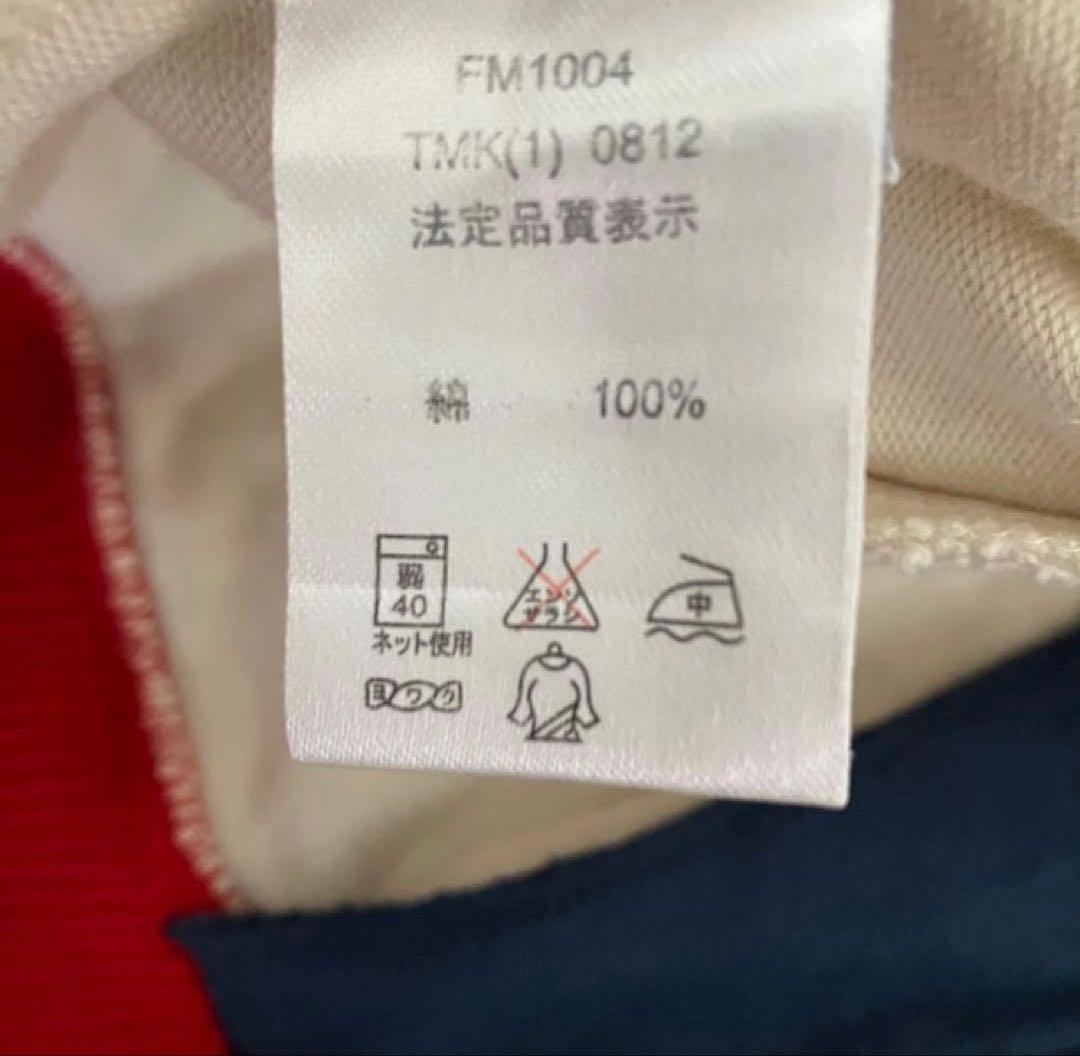 FM1004
TMK(1) 0812
法定品質表示
綿 100%
弱
40
エンソ
サラシ
中
ネット使用
ヨワク